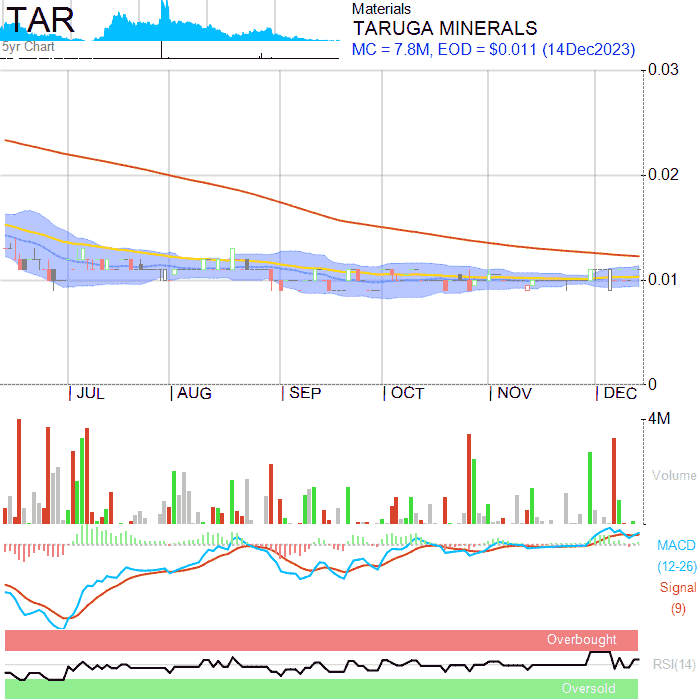 TAR
5yr Chart
Materials
TARUGA MINERALS
MC = 7.8M, EOD = $0.011 (14Dec2023)
0.03
0.02
0.01
0
JUL AUG SEP OCT NOV DEC
4M
Volume
MACD
(12-26)
Signal
(9)
Overbought
RSI(14)
Oversold